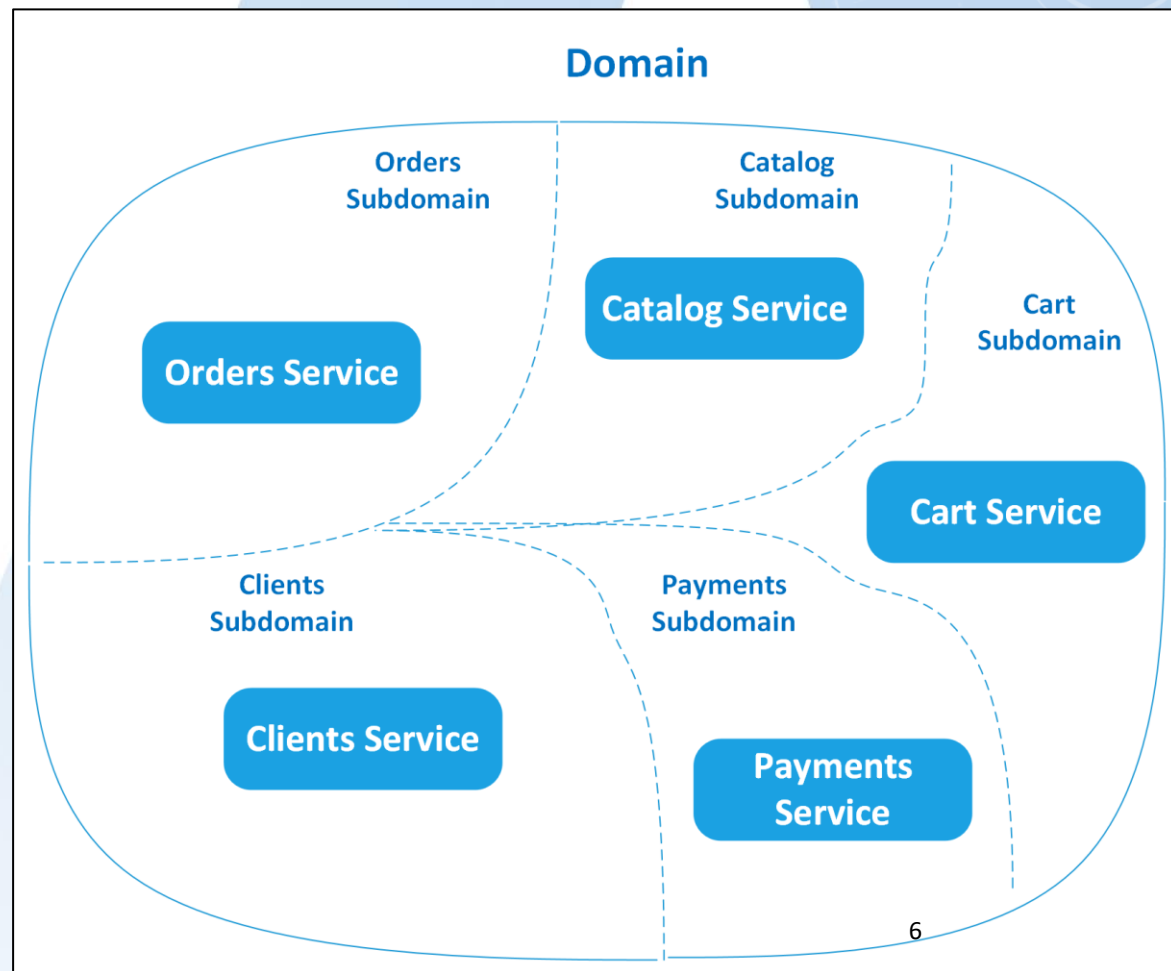 Domain
Orders
Subdomain
Catalog
Subdomain
Catalog Service
Cart
Subdomain
Orders Service
Cart Service
Clients
Subdomain
Payments
Subdomain
Clients Service
Payments
Service
6